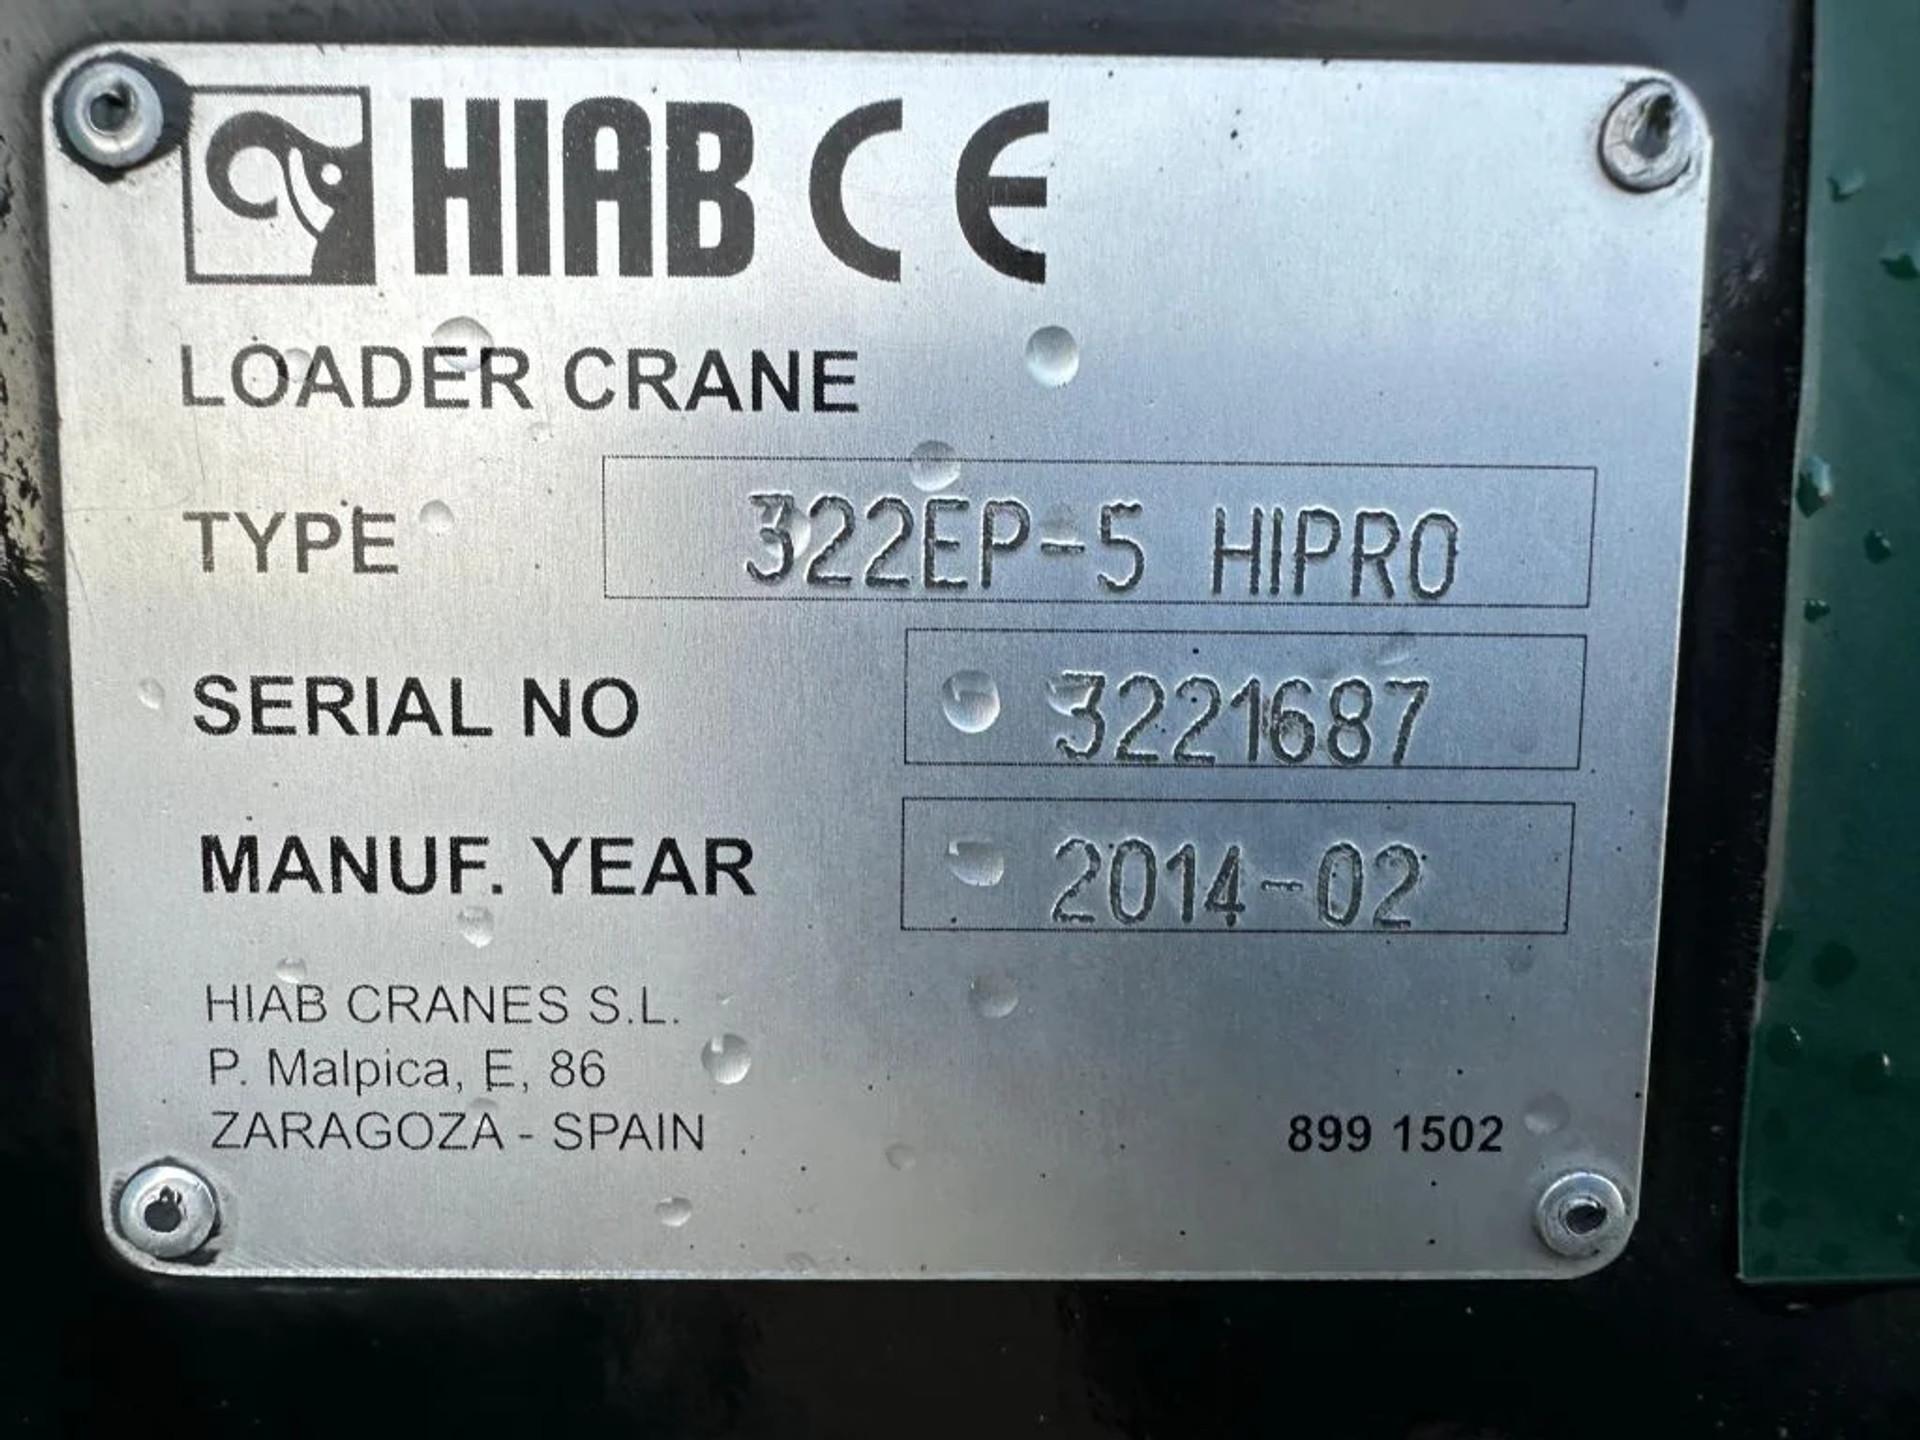 HIAB CE
LOADER CRANE
TYPE 322EP-5 HIPRO
SERIAL NO 3221687
MANUF. YEAR 2014-02
HIAB CRANES S.L.
P. Malpica, E, 86
ZARAGOZA - SPAIN
899 1502